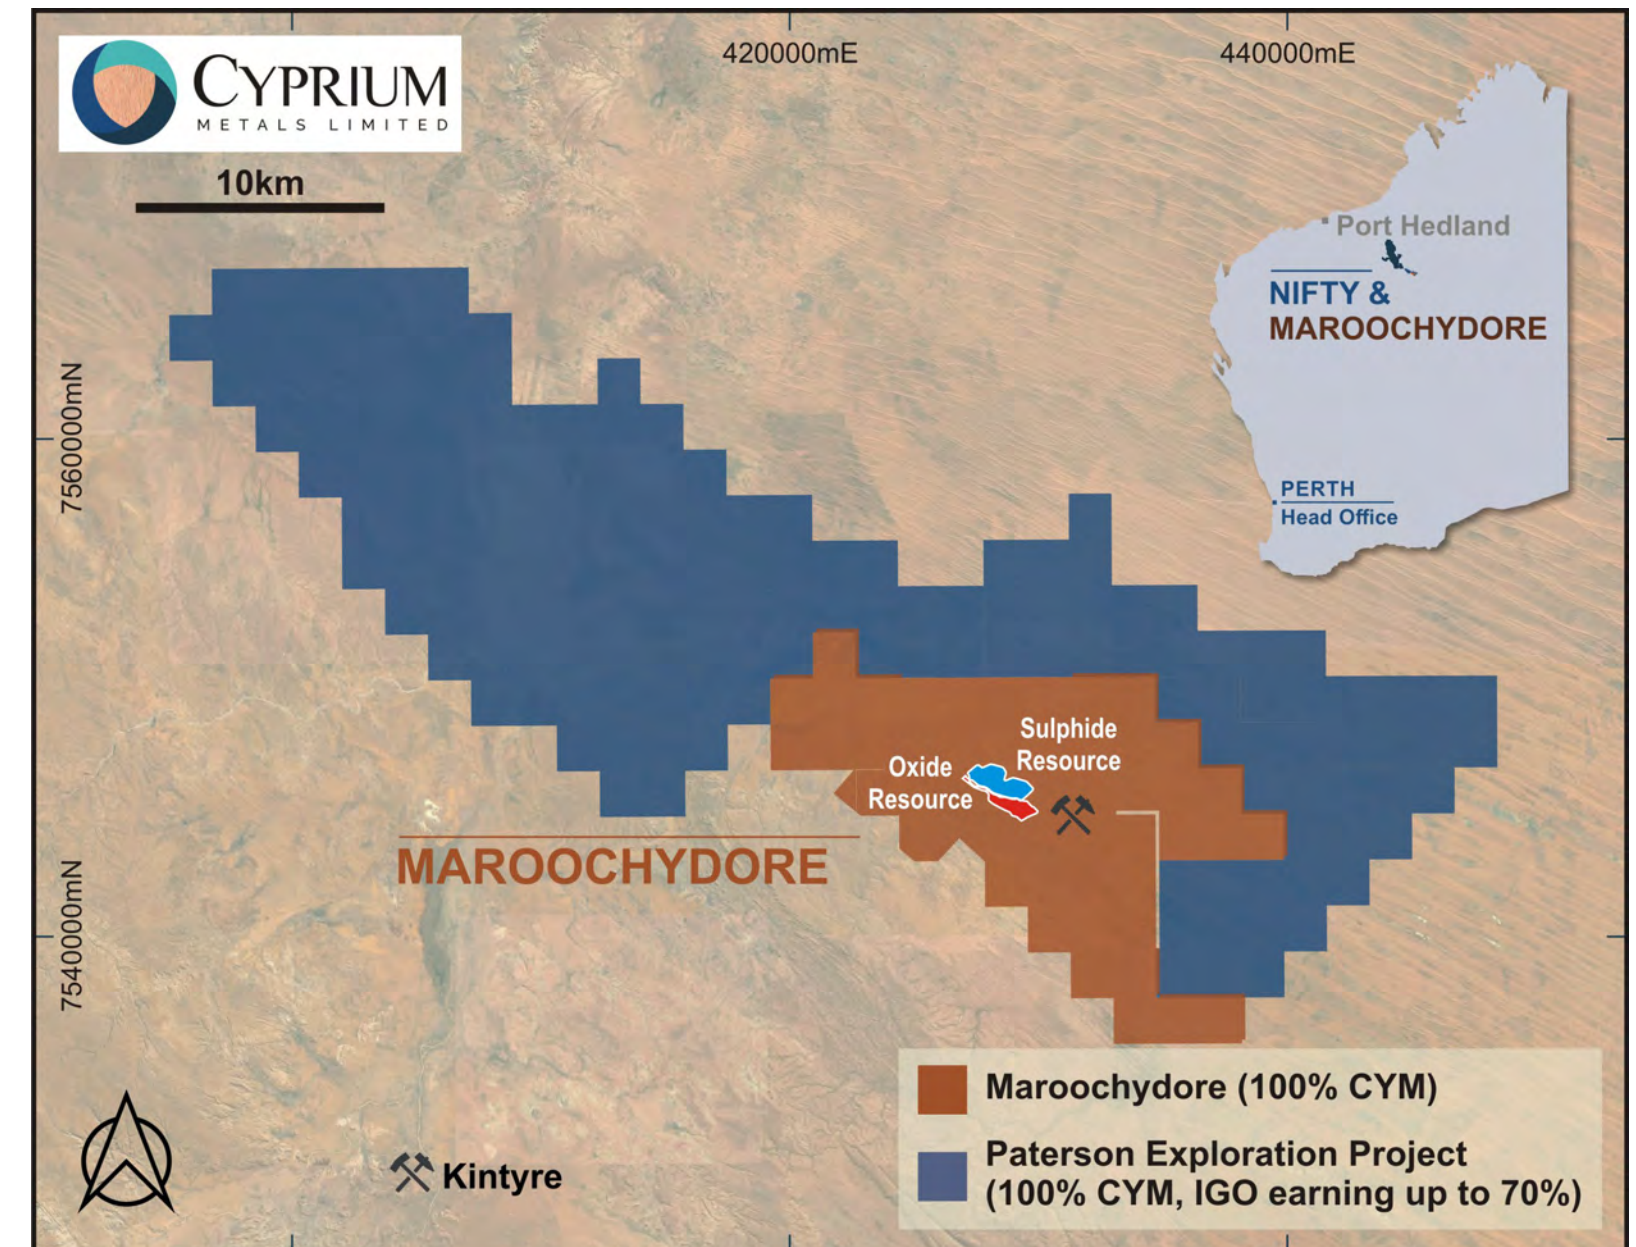 CYPRIUM
METALS LIMITED
10km
420000mE
440000mE
7560000mN
7540000mN
Port Hedland
NIFTY &
MAROOCHYDORE
PERTH
Head Office
Sulphide
Resource
Oxide
Resource
MAROOCHYDORE
Kintyre
Maroochydore (100% CYM)
Paterson Exploration Project
(100% CYM, IGO earning up to 70%)